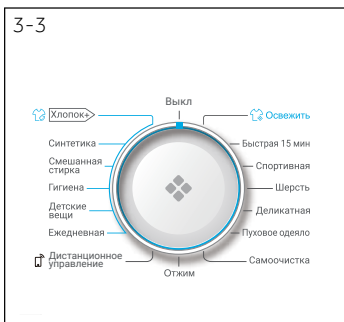 3-3
Выкл
Хлопок+
Освежить
Синтетика
Быстрая 15 мин
Смешанная
стирка
Спортивная
Гигиена
Шерсть
Детские
вещи
Деликатная
Ежедневная
Пуховое одеяло
Дистанционное
управление
Самоочистка
Отжим